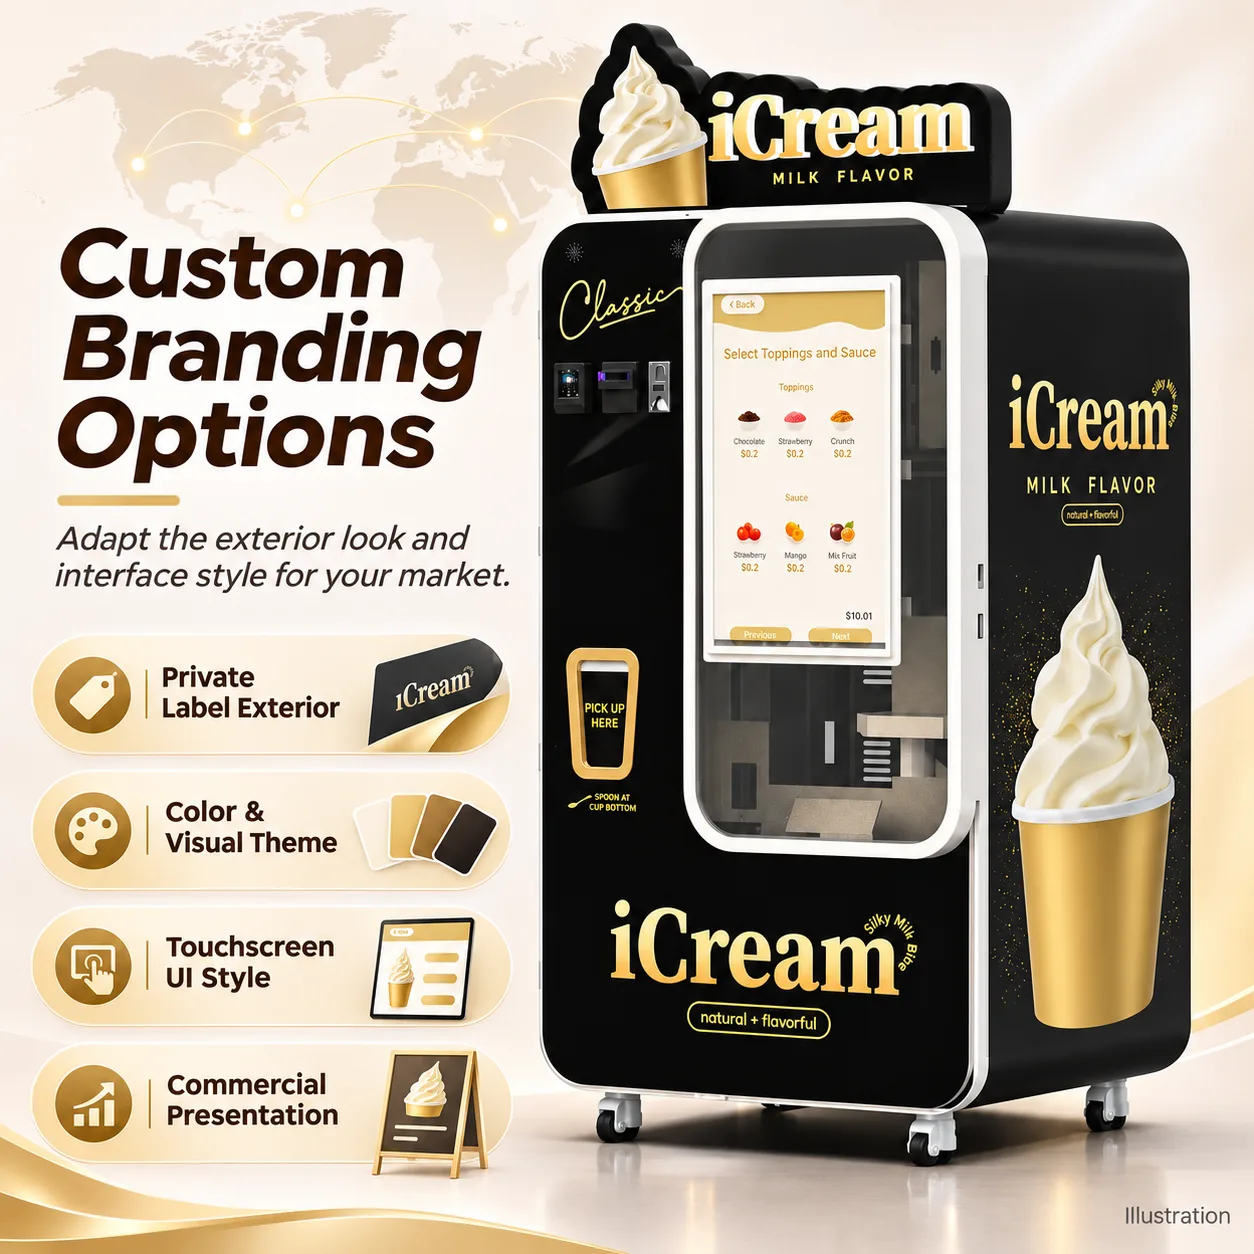 Custom
Branding
Options
Adapt the exterior look and
interface style for your market.
Private
Label Exterior
iCream
Color &
Visual Theme
Touchscreen
UI Style
Commercial
Presentation
iCream
MILK FLAVOR
Classic
< Back
Select Toppings and Sauce
Toppings
Chocolate Strawberry Crunch
$0.2 $0.2 $0.2
Sauce
Strawberry Mango Mix Fruit
$0.2 $0.2 $0.2
$10.01
Previous Next
PICK UP
HERE
SPOON AT
CUP BOTTOM
iCream
Silky Milk Bibe
natural + flavorful
iCream
Silky Milk Bibe
MILK FLAVOR
natural + flavorful
Illustration